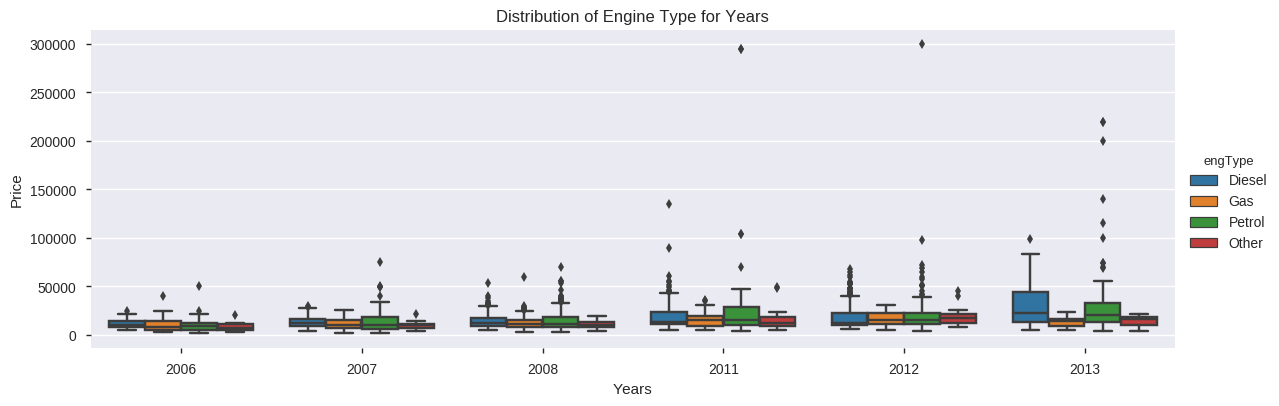 Distribution of Engine Type for Years
300000
250000
200000
150000
100000
50000
0
Price
2006 2007 2008 2011 2012 2013
Years
engType
Diesel
Gas
Petrol
Other